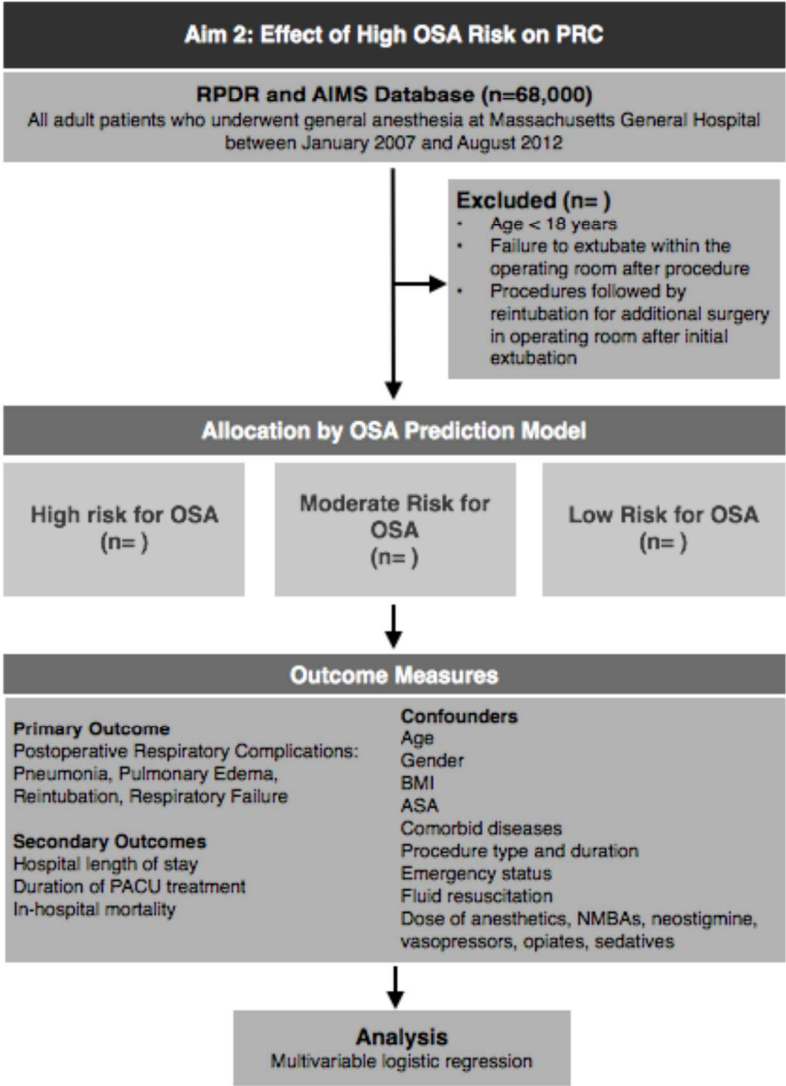 Aim 2: Effect of High OSA Risk on PRC
RPDR and AIMS Database (n=68,000)
All adult patients who underwent general anesthesia at Massachusetts General Hospital
between January 2007 and August 2012
Excluded (n= )
• Age < 18 years
• Failure to extubate within the
operating room after procedure
• Procedures followed by
reintubation for additional surgery
in operating room after initial
extubation
Allocation by OSA Prediction Model
High risk for OSA
(n= )
Moderate Risk for
OSA
(n= )
Low Risk for OSA
(n= )
Outcome Measures
Primary Outcome
Postoperative Respiratory Complications:
Pneumonia, Pulmonary Edema,
Reintubation, Respiratory Failure
Secondary Outcomes
Hospital length of stay
Duration of PACU treatment
In-hospital mortality
Confounders
Age
Gender
BMI
ASA
Comorbid diseases
Procedure type and duration
Emergency status
Fluid resuscitation
Dose of anesthetics, NMBAs, neostigmine,
vasopressors, opiates, sedatives
Analysis
Multivariable logistic regression